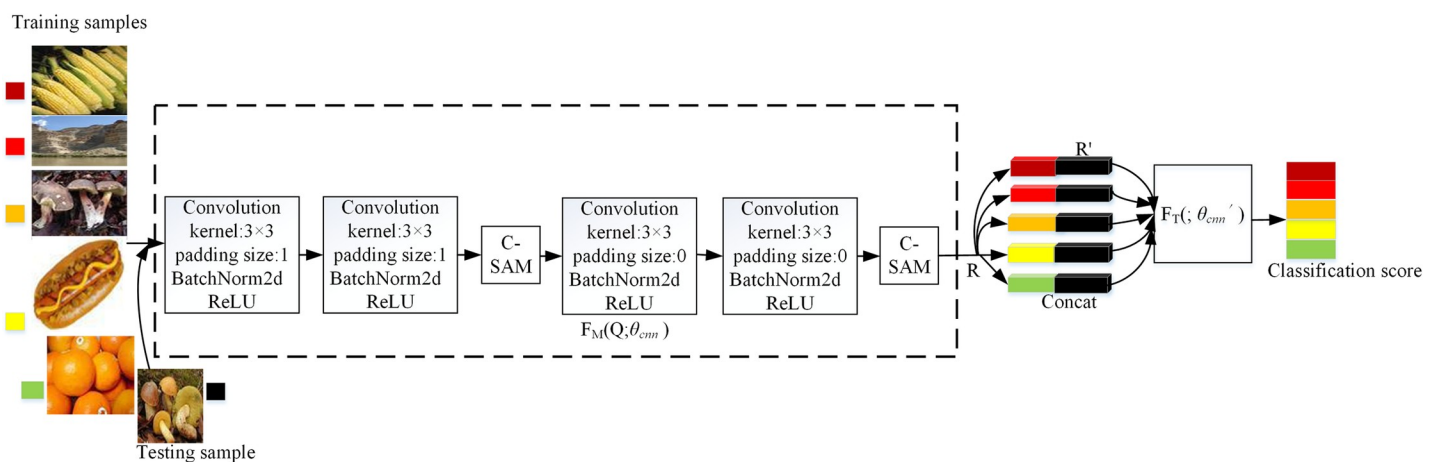 Training samples
Convolution
kernel:3×3
padding size:1
BatchNorm2d
ReLU
Convolution
kernel:3×3
padding size:1
BatchNorm2d
ReLU
C-
SAM
Convolution
kernel:3×3
padding size:0
BatchNorm2d
ReLU
F_M(Q;θ_cnn)
Convolution
kernel:3×3
padding size:0
BatchNorm2d
ReLU
C-
SAM
R
R'
Concat
F_T(; θ_cnn′)
Classification score
Testing sample